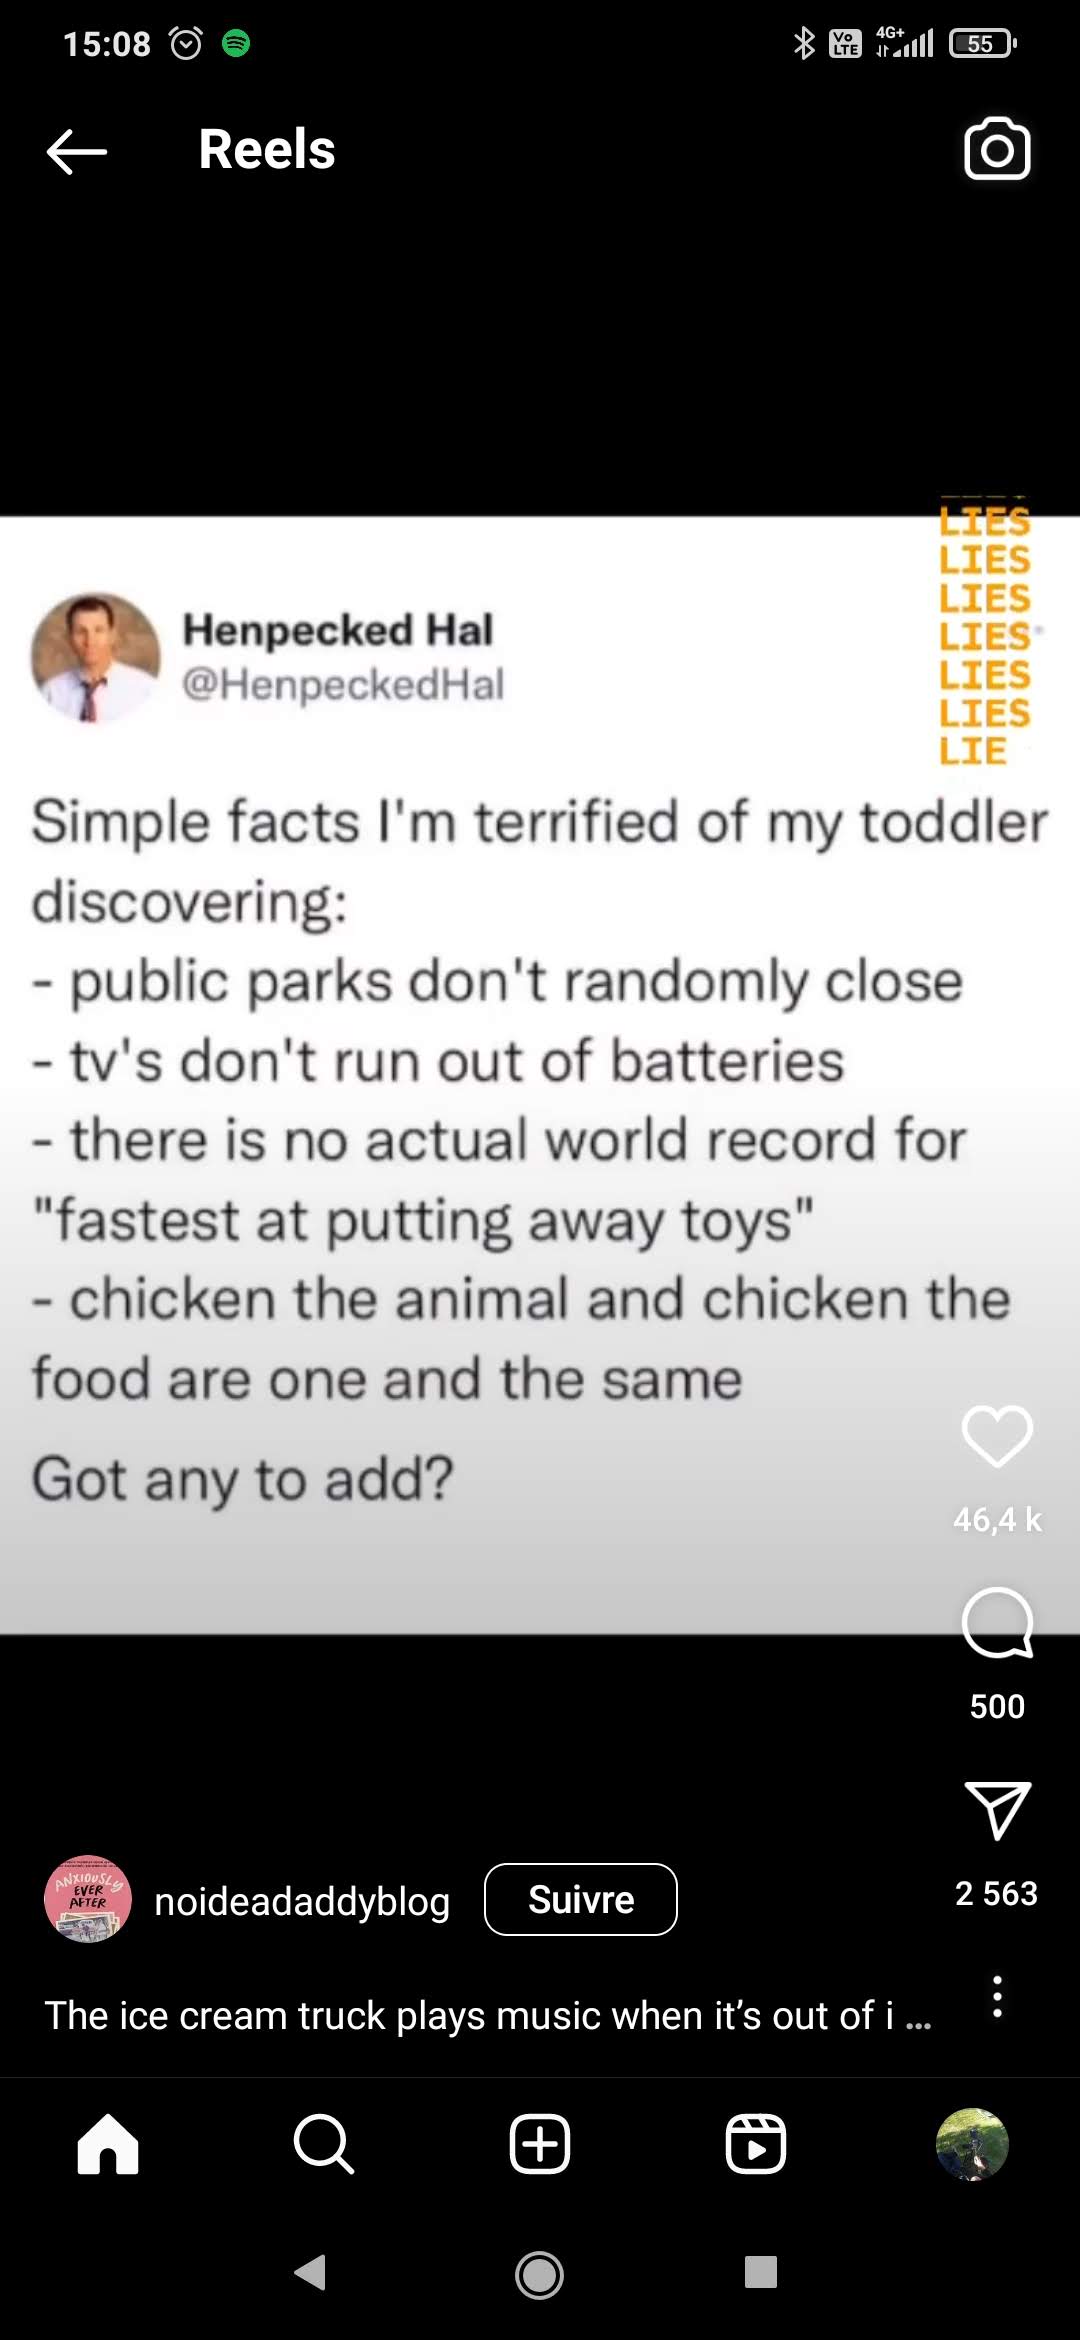 15:08
Vo LTE 4G+ 55
Reels
LIES
LIES
LIES
LIES
LIES
LIES
LIE
Henpecked Hal
@HenpeckedHal
Simple facts I'm terrified of my toddler
discovering:
- public parks don't randomly close
- tv's don't run out of batteries
- there is no actual world record for
"fastest at putting away toys"
- chicken the animal and chicken the
food are one and the same
Got any to add?
46,4 k
500
2 563
ANXIOUSLY
EVER
AFTER
noideadaddyblog
Suivre
The ice cream truck plays music when it’s out of i ...